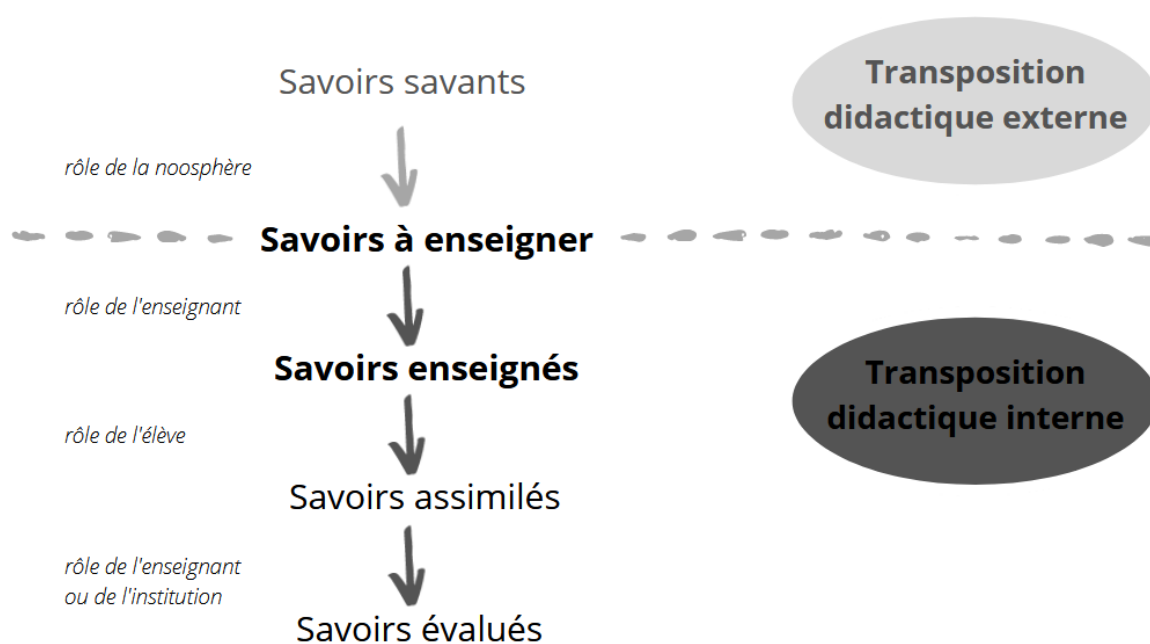 Savoirs savants
Transposition
didactique externe
rôle de la noosphère
Savoirs à enseigner
rôle de l'enseignant
Savoirs enseignés
Transposition
didactique interne
rôle de l'élève
Savoirs assimilés
rôle de l'enseignant
ou de l'institution
Savoirs évalués